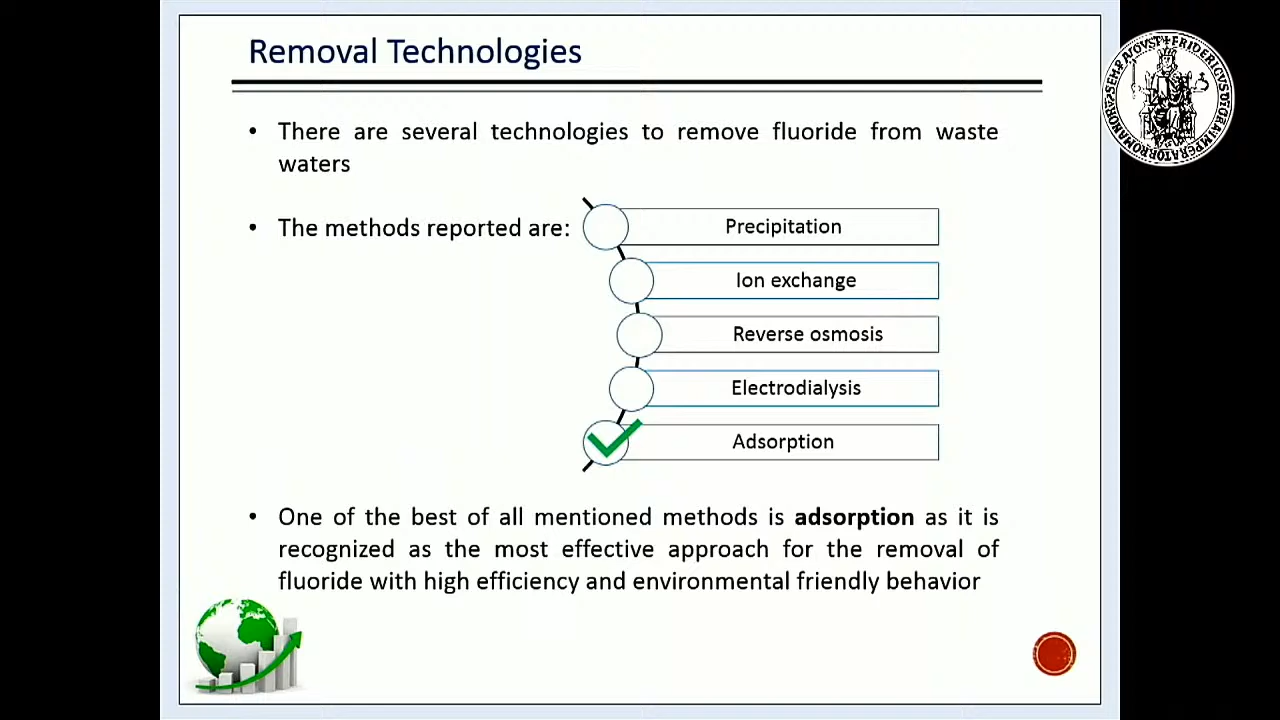 Removal Technologies
• There are several technologies to remove fluoride from waste
waters
• The methods reported are:
Precipitation
Ion exchange
Reverse osmosis
Electrodialysis
Adsorption
• One of the best of all mentioned methods is adsorption as it is
recognized as the most effective approach for the removal of
fluoride with high efficiency and environmental friendly behavior